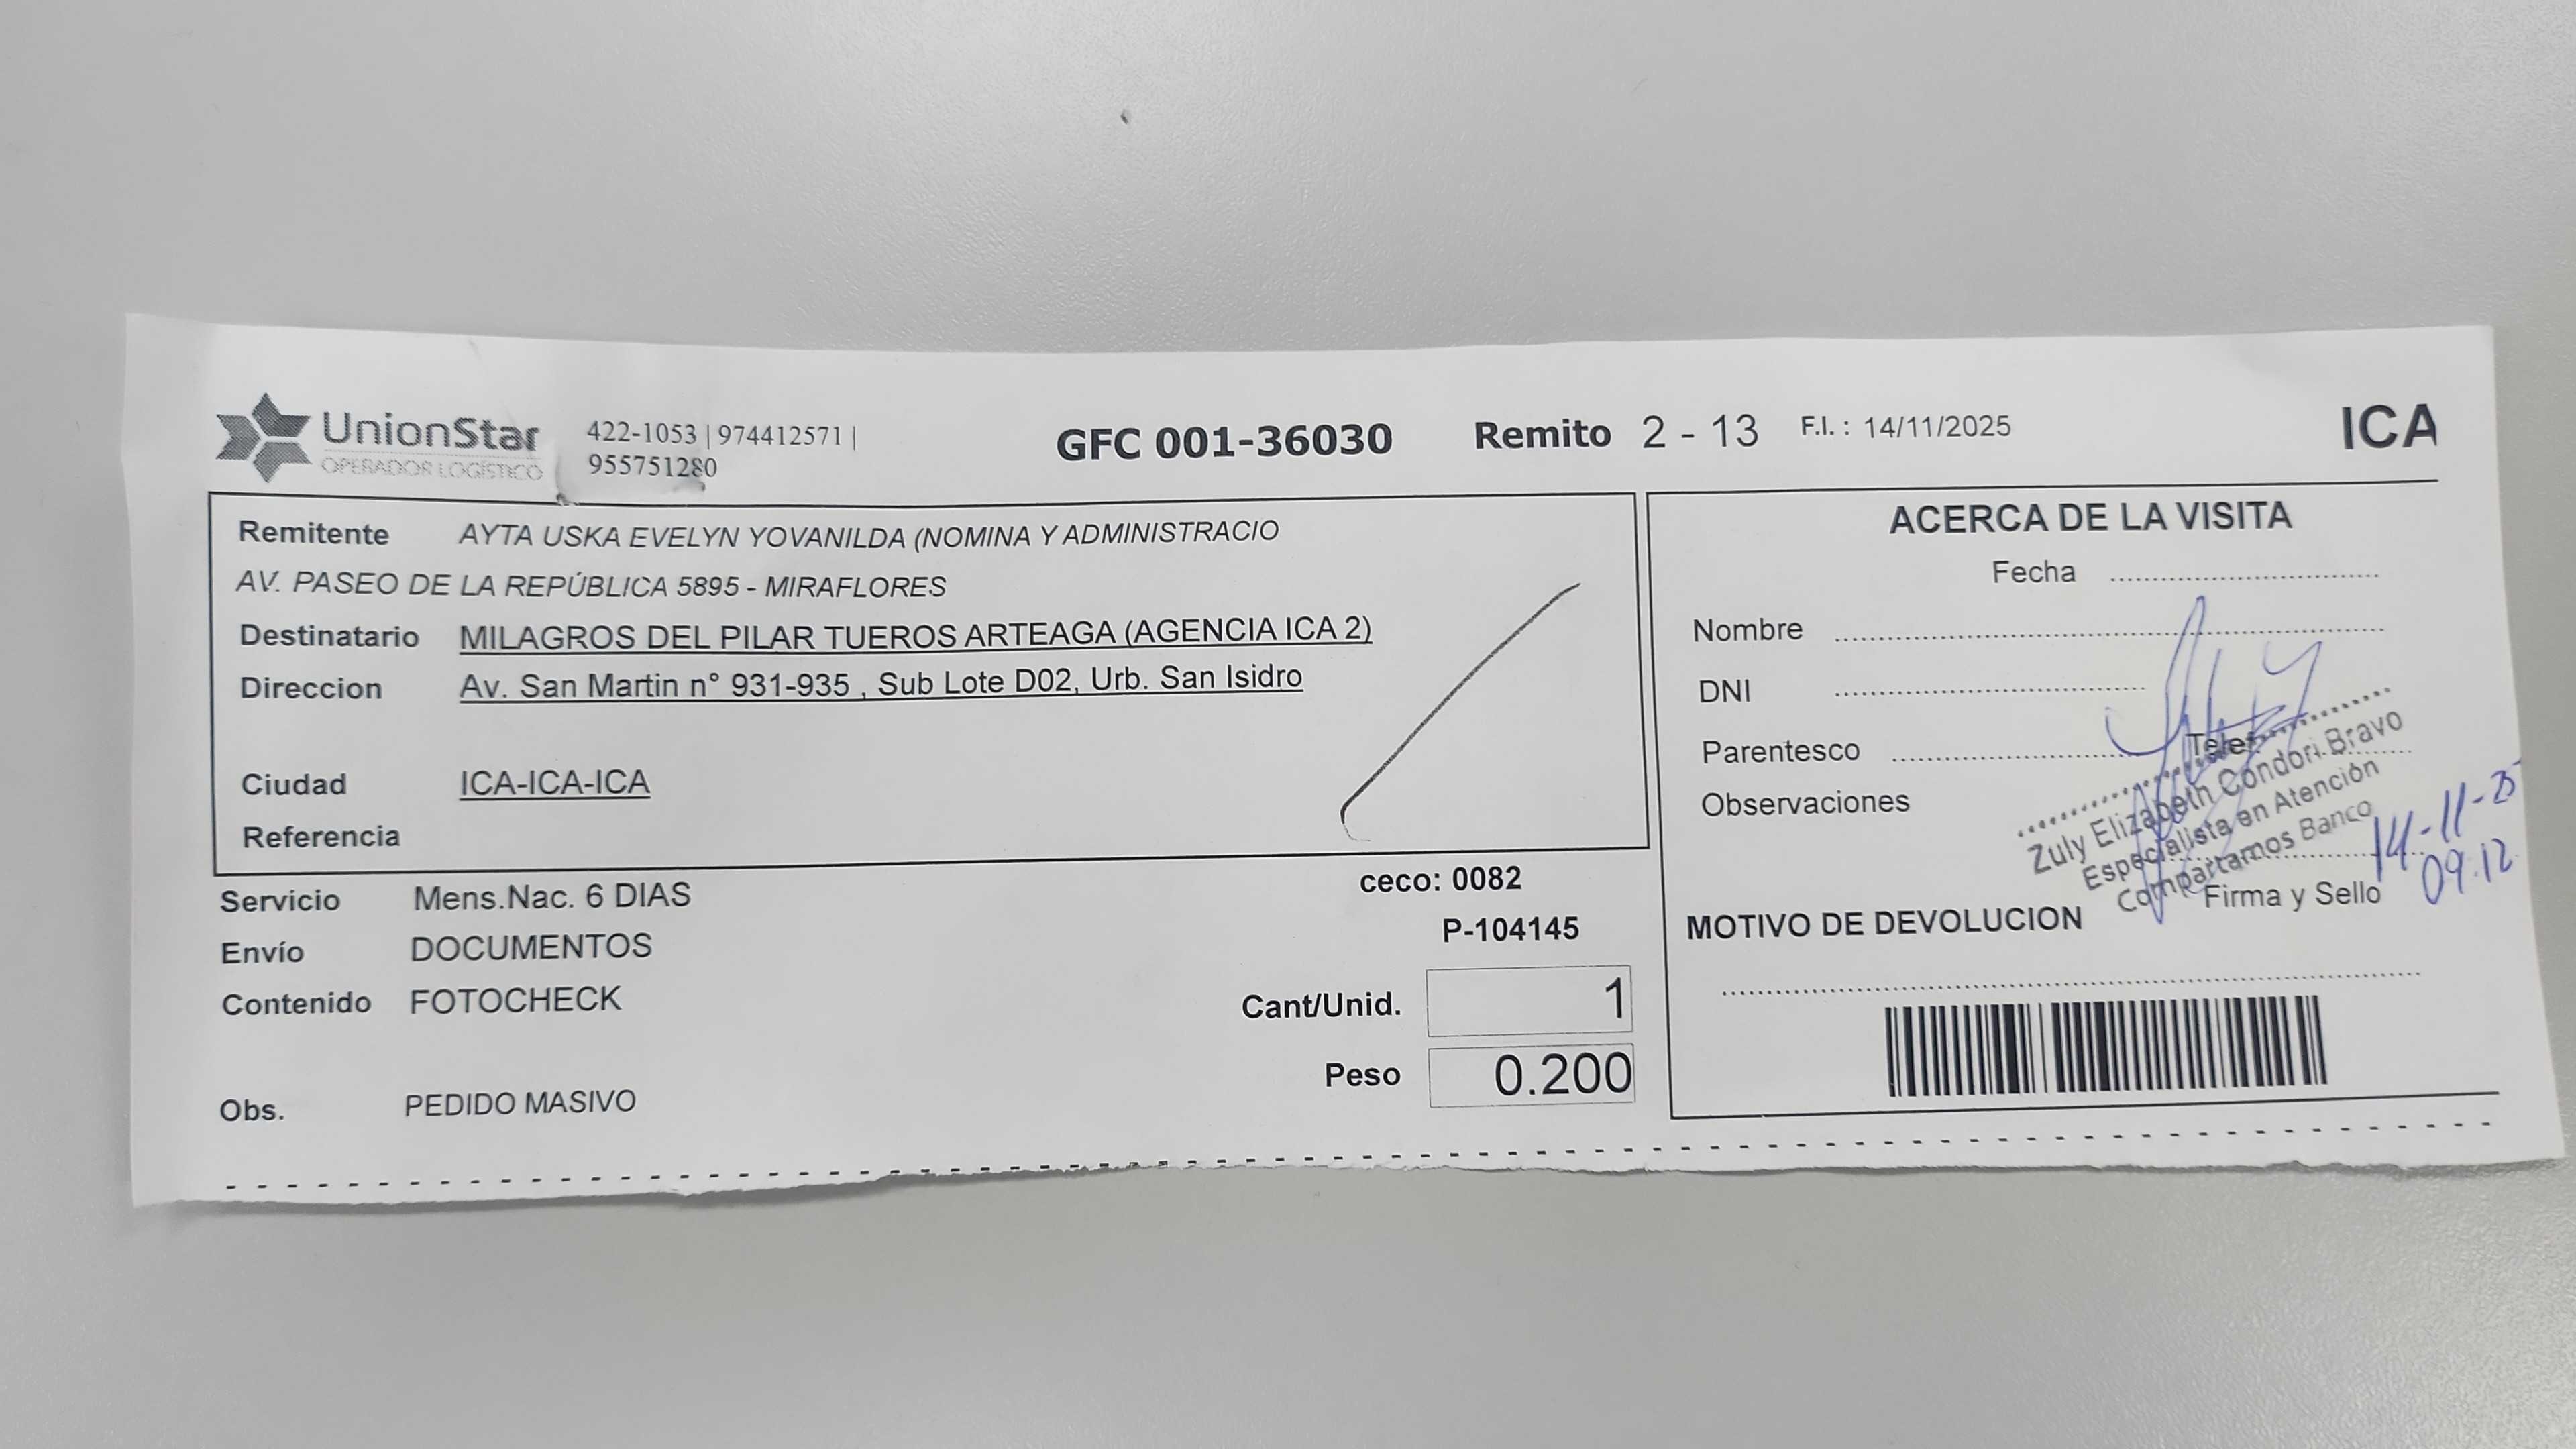 UnionStar
OPERADOR LOGÍSTICO
422-1053 | 974412571 |
955751280
GFC 001-36030
Remito 2 - 13
F.I. : 14/11/2025
ICA
Remitente AYTA USKA EVELYN YOVANILDA (NOMINA Y ADMINISTRACIO
AV. PASEO DE LA REPÚBLICA 5895 - MIRAFLORES
Destinatario MILAGROS DEL PILAR TUEROS ARTEAGA (AGENCIA ICA 2)
Direccion Av. San Martin n° 931-935 , Sub Lote D02, Urb. San Isidro
Ciudad ICA-ICA-ICA
Referencia
Servicio Mens.Nac. 6 DIAS
Envío DOCUMENTOS
Contenido FOTOCHECK
Obs. PEDIDO MASIVO
ceco: 0082
P-104145
Cant/Unid. 1
Peso 0.200
ACERCA DE LA VISITA
Fecha
Nombre
DNI
Parentesco Telef.
Observaciones
Zuly Elizabeth Condori Bravo
Especialista en Atención
Compartamos Banco
14-11-25
09:12
Firma y Sello
MOTIVO DE DEVOLUCION